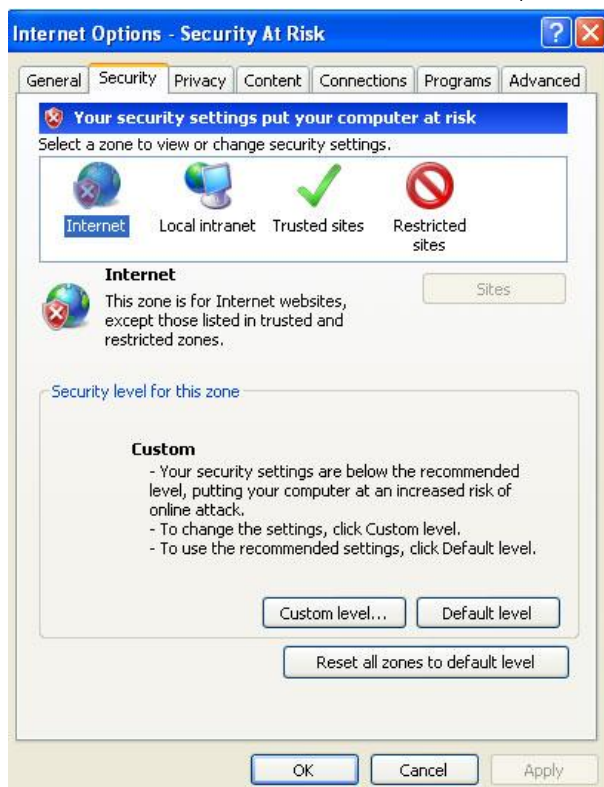 Internet Options - Security At Risk
General Security Privacy Content Connections Programs Advanced
Your security settings put your computer at risk
Select a zone to view or change security settings.
Internet Local intranet Trusted sites Restricted
sites
Internet
Sites
This zone is for Internet websites,
except those listed in trusted and
restricted zones.
Security level for this zone
Custom
- Your security settings are below the recommended
level, putting your computer at an increased risk of
online attack.
- To change the settings, click Custom level.
- To use the recommended settings, click Default level.
Custom level... Default level
Reset all zones to default level
OK Cancel Apply